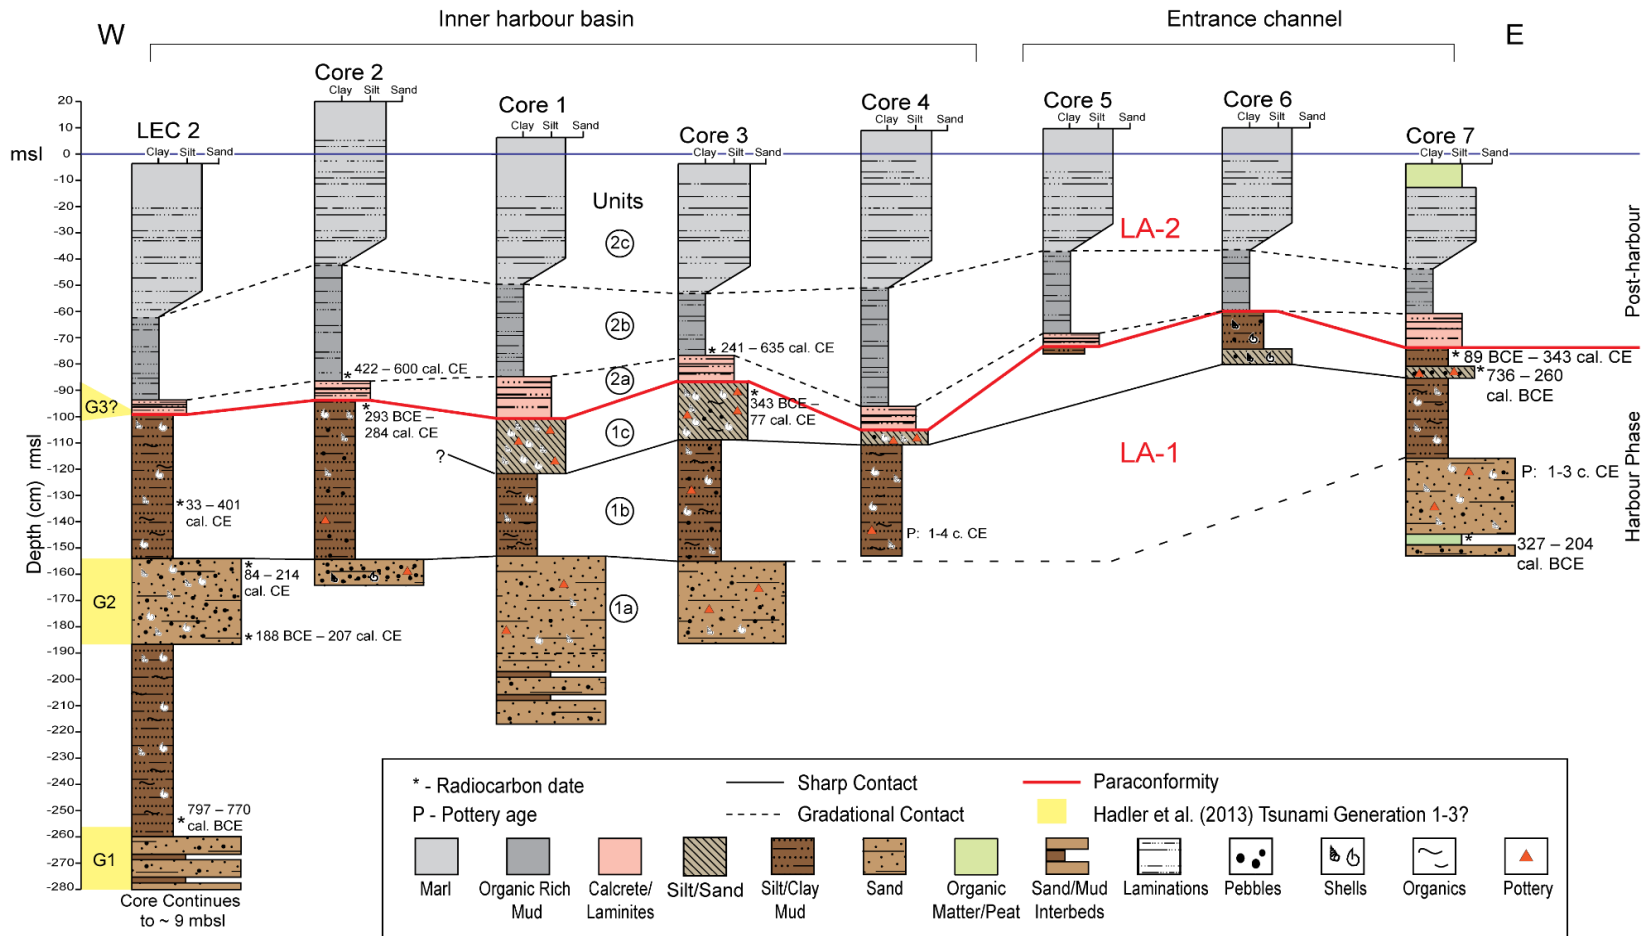 Inner harbour basin
Entrance channel
W
E
Core 2
Clay Silt Sand
Core 1
Clay Silt Sand
Core 4
Clay Silt Sand
Core 5
Clay Silt Sand
Core 6
Clay Silt Sand
LEC 2
Clay Silt Sand
Core 3
Clay Silt Sand
Core 7
Clay Silt Sand
msl
Depth (cm) rmsl
20
10
0
-10
-20
-30
-40
-50
-60
-70
-80
-90
-100
-110
-120
-130
-140
-150
-160
-170
-180
-190
-200
-210
-220
-230
-240
-250
-260
-270
-280
Units
2c
2b
2a
1c
1b
1a
LA-2
LA-1
Post-harbour
Harbour Phase
G3?
G2
G1
* 422 – 600 cal. CE
* 241 – 635 cal. CE
* 293 BCE –
284 cal. CE
* 343 BCE –
77 cal. CE
* 89 BCE – 343 cal. CE
* 736 – 260
cal. BCE
?
* 33 – 401
cal. CE
P: 1-4 c. CE
P: 1-3 c. CE
* 327 – 204
cal. BCE
* 84 – 214
cal. CE
* 188 BCE – 207 cal. CE
* 797 – 770
cal. BCE
Core Continues
to ~ 9 mbsl
* - Radiocarbon date
Sharp Contact
Paraconformity
P - Pottery age
Gradational Contact
Hadler et al. (2013) Tsunami Generation 1-3?
Marl
Organic Rich
Mud
Calcrete/
Laminites
Silt/Sand
Silt/Clay
Mud
Sand
Organic
Matter/Peat
Sand/Mud
Interbeds
Laminations
Pebbles
Shells
Organics
Pottery